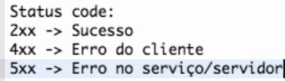 Status code:
2xx -> Sucesso
4xx -> Erro do cliente
5xx -> Erro no serviço/servidor